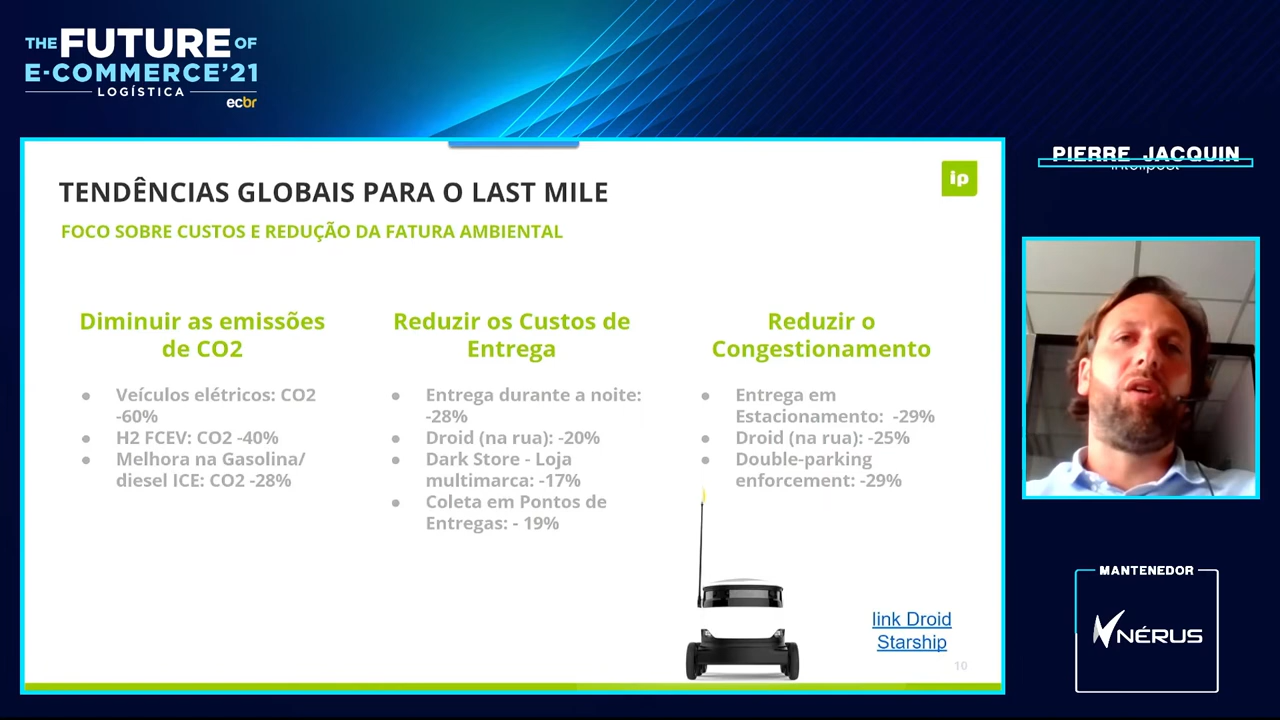 THE FUTURE OF
E-COMMERCE'21
LOGÍSTICA
ecbr
TENDÊNCIAS GLOBAIS PARA O LAST MILE
ip
FOCO SOBRE CUSTOS E REDUÇÃO DA FATURA AMBIENTAL
Diminuir as emissões
de CO2
● Veículos elétricos: CO2
-60%
● H2 FCEV: CO2 -40%
● Melhora na Gasolina/
diesel ICE: CO2 -28%
Reduzir os Custos de
Entrega
● Entrega durante a noite:
-28%
● Droid (na rua): -20%
● Dark Store - Loja
multimarca: -17%
● Coleta em Pontos de
Entregas: - 19%
Reduzir o
Congestionamento
● Entrega em
Estacionamento: -29%
● Droid (na rua): -25%
● Double-parking
enforcement: -29%
link Droid
Starship
10
PIERRE JACQUIN
MANTENEDOR
NÉRUS